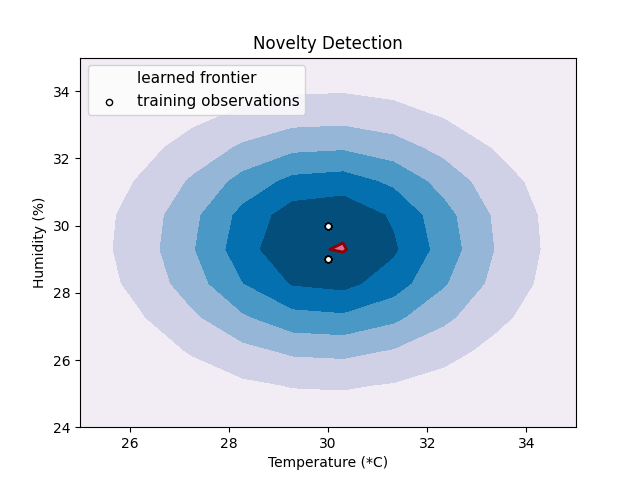 Novelty Detection
learned frontier
training observations
34
32
30
28
26
24
Humidity (%)
26
28
30
32
34
Temperature (*C)